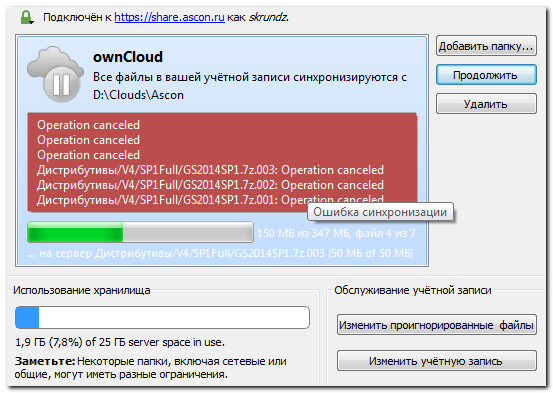 Подключён к https://share.ascon.ru как skrundz.
ownCloud
Все файлы в вашей учётной записи синхронизируются с
D:\Clouds\Ascon
Добавить папку...
Продолжить
Удалить
Operation canceled
Operation canceled
Operation canceled
Дистрибутивы/V4/SP1Full/GS2014SP1.7z.003: Operation canceled
Дистрибутивы/V4/SP1Full/GS2014SP1.7z.002: Operation canceled
Дистрибутивы/V4/SP1Full/GS2014SP1.7z.001: Operation canceled
Ошибка синхронизации
150 МБ из 347 МБ, файл 4 из 7
... на сервер Дистрибутивы/V4/SP1Full/GS2014SP1.7z.003 (50 МБ of 50 МБ)
Использование хранилища
1,9 ГБ (7,8%) of 25 ГБ server space in use.
Заметьте: Некоторые папки, включая сетевые или
общие, могут иметь разные ограничения.
Обслуживание учётной записи
Изменить проигнорированные файлы
Изменить учётную запись